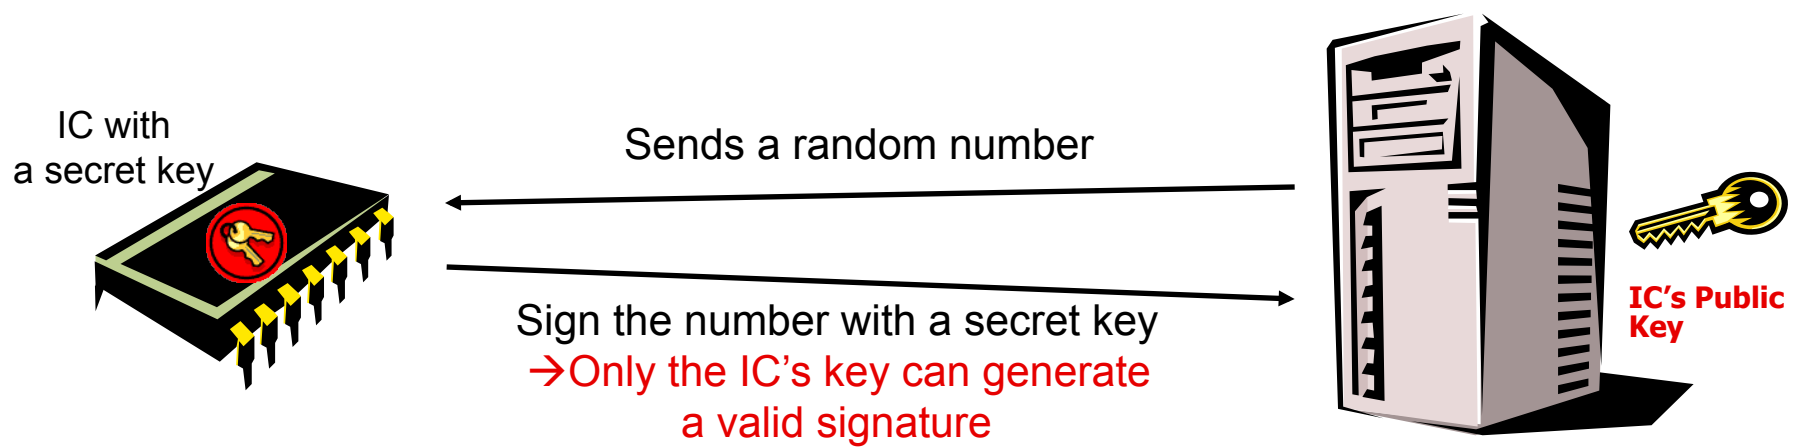 IC with
a secret key
Sends a random number
Sign the number with a secret key
→Only the IC's key can generate
a valid signature
IC's Public
Key